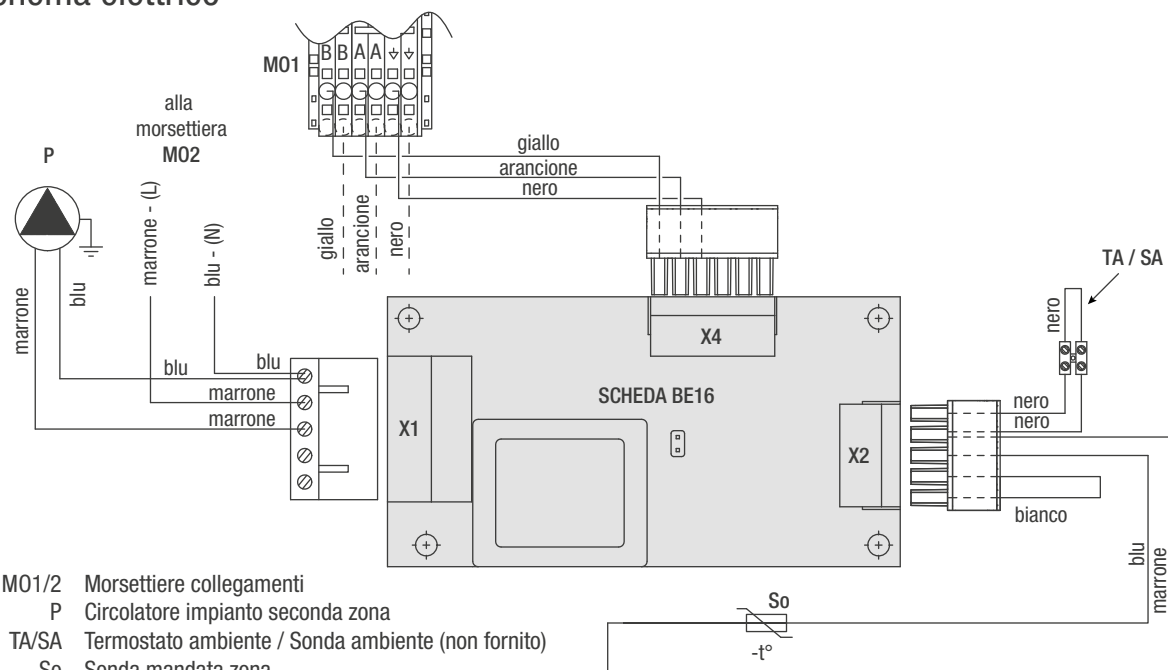 schema elettrico
B B A A
M01
alla
morsettiera
M02
P
giallo
arancione
nero
marrone - (L)
blu - (N)
giallo
arancione
nero
TA / SA
marrone
blu
nero
X4
blu
blu
marrone
marrone
SCHEDA BE16
X1
X2
nero
nero
bianco
blu
marrone
M01/2 Morsettiere collegamenti
P Circolatore impianto seconda zona
TA/SA Termostato ambiente / Sonda ambiente (non fornito)
So Sonda mandata zona
So
-t°